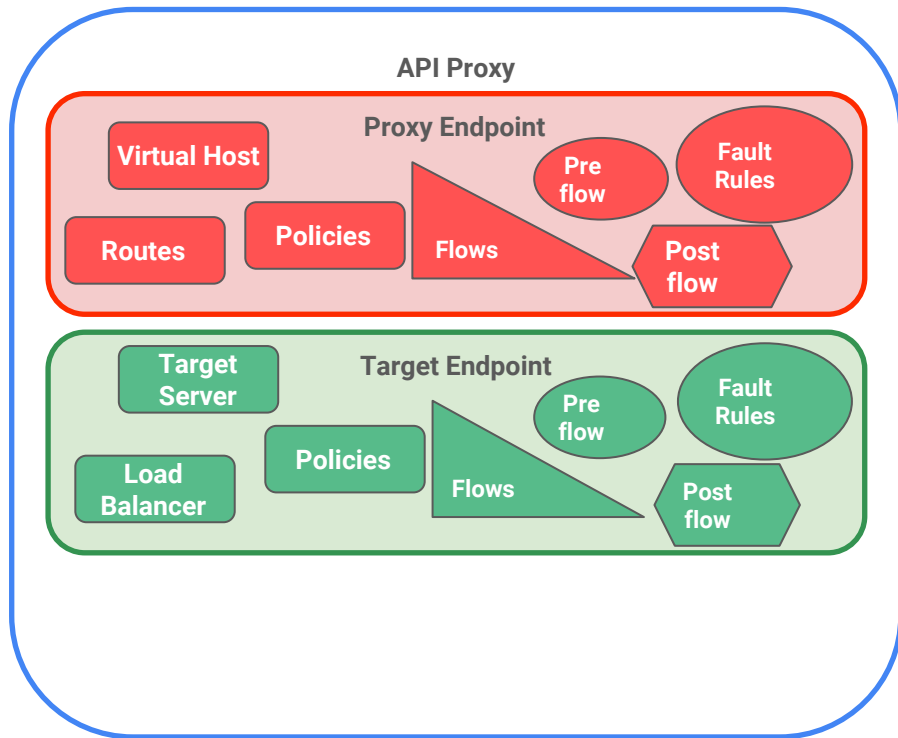 API Proxy
Proxy Endpoint
Virtual Host
Pre
flow
Fault
Rules
Routes
Policies
Flows
Post
flow
Target Endpoint
Target
Server
Pre
flow
Fault
Rules
Load
Balancer
Policies
Flows
Post
flow